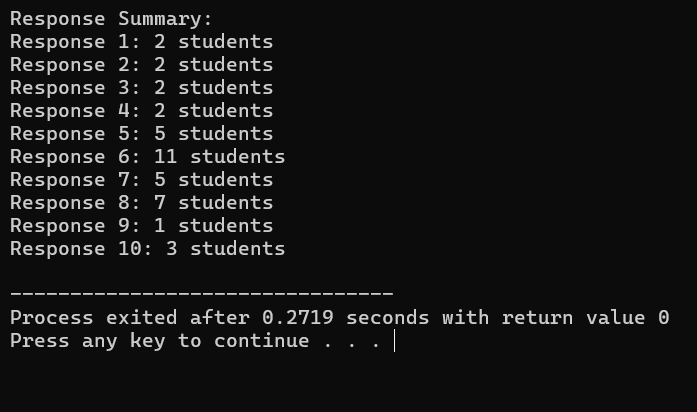 Response Summary:
Response 1: 2 students
Response 2: 2 students
Response 3: 2 students
Response 4: 2 students
Response 5: 5 students
Response 6: 11 students
Response 7: 5 students
Response 8: 7 students
Response 9: 1 students
Response 10: 3 students
--------------------------------
Process exited after 0.2719 seconds with return value 0
Press any key to continue . . .